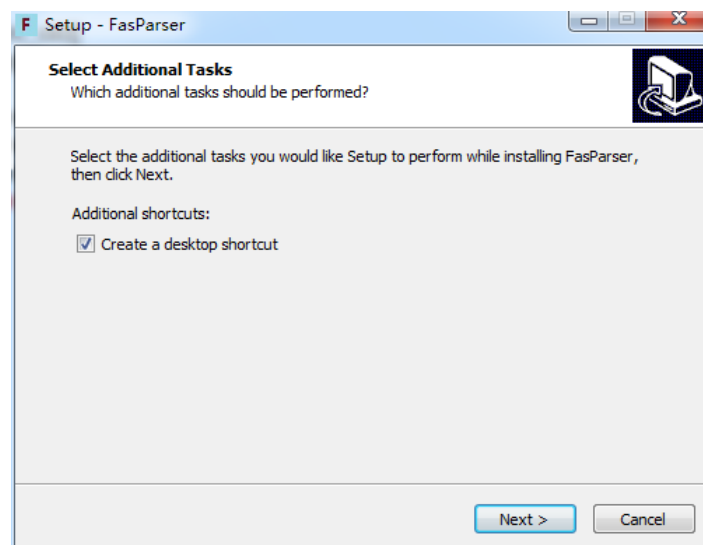 F Setup - FasParser
Select Additional Tasks
Which additional tasks should be performed?
Select the additional tasks you would like Setup to perform while installing FasParser,
then click Next.
Additional shortcuts:
Create a desktop shortcut
Next >
Cancel